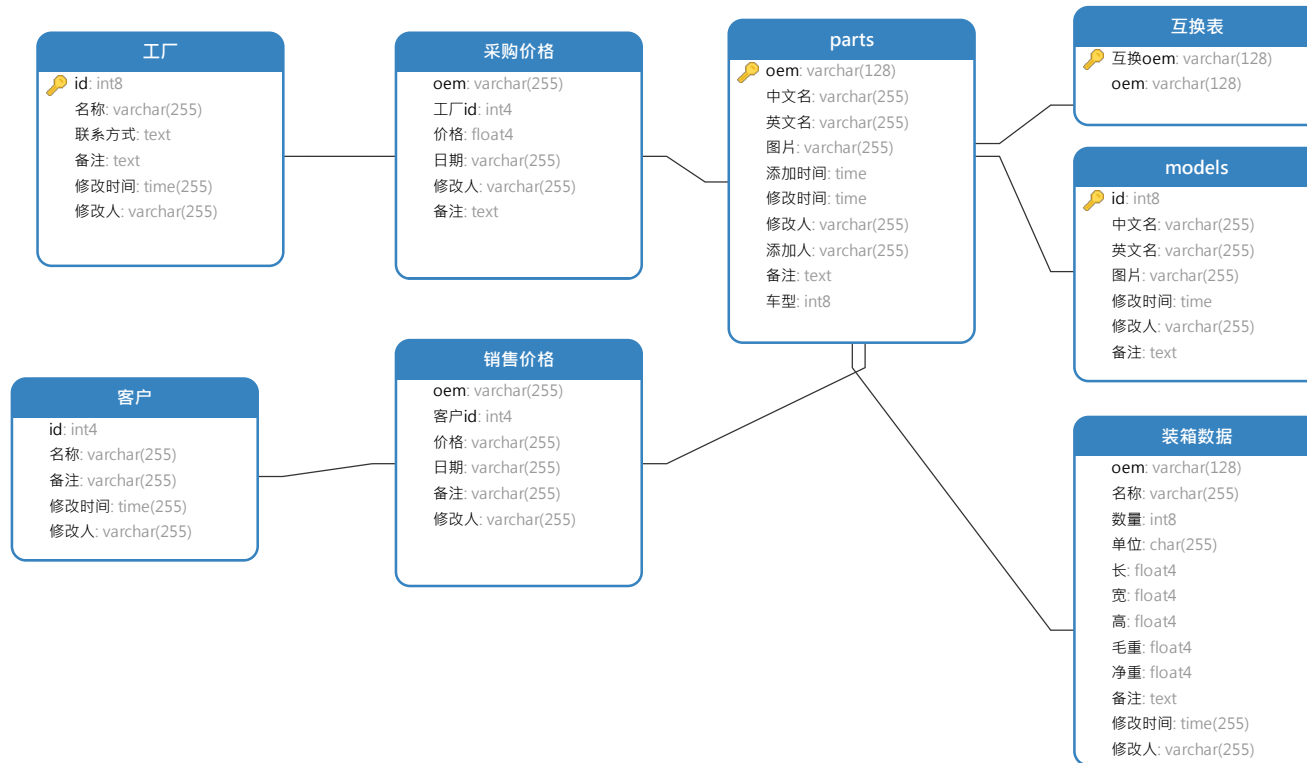 工厂
id: int8
名称: varchar(255)
联系方式: text
备注: text
修改时间: time(255)
修改人: varchar(255)
采购价格
oem: varchar(255)
工厂id: int4
价格: float4
日期: varchar(255)
修改人: varchar(255)
备注: text
parts
oem: varchar(128)
中文名: varchar(255)
英文名: varchar(255)
图片: varchar(255)
添加时间: time
修改时间: time
修改人: varchar(255)
添加人: varchar(255)
备注: text
车型: int8
互换表
互换oem: varchar(128)
oem: varchar(128)
models
id: int8
中文名: varchar(255)
英文名: varchar(255)
图片: varchar(255)
修改时间: time
修改人: varchar(255)
备注: text
客户
id: int4
名称: varchar(255)
备注: varchar(255)
修改时间: time(255)
修改人: varchar(255)
销售价格
oem: varchar(255)
客户id: int4
价格: varchar(255)
日期: varchar(255)
备注: varchar(255)
修改人: varchar(255)
装箱数据
oem: varchar(128)
名称: varchar(255)
数量: int8
单位: char(255)
长: float4
宽: float4
高: float4
毛重: float4
净重: float4
备注: text
修改时间: time(255)
修改人: varchar(255)